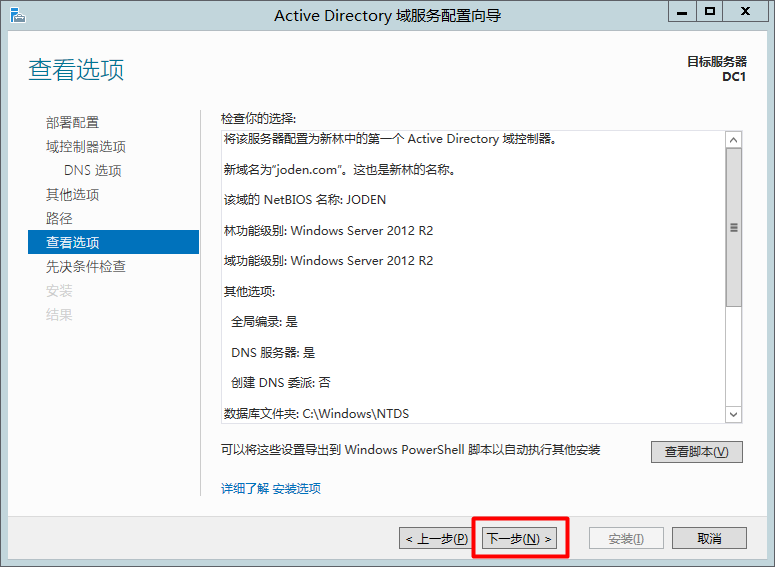 Active Directory 域服务配置向导
查看选项
目标服务器
DC1
部署配置
域控制器选项
DNS 选项
其他选项
路径
查看选项
先决条件检查
安装
结果
检查你的选择:
将该服务器配置为新林中的第一个 Active Directory 域控制器。
新域名为“joden.com”。这也是新林的名称。
该域的 NetBIOS 名称: JODEN
林功能级别: Windows Server 2012 R2
域功能级别: Windows Server 2012 R2
其他选项:
全局编录: 是
DNS 服务器: 是
创建 DNS 委派: 否
数据库文件夹: C:\Windows\NTDS
可以将这些设置导出到 Windows PowerShell 脚本以自动执行其他安装
查看脚本(V)
详细了解 安装选项
< 上一步(P) 下一步(N) > 安装(I) 取消